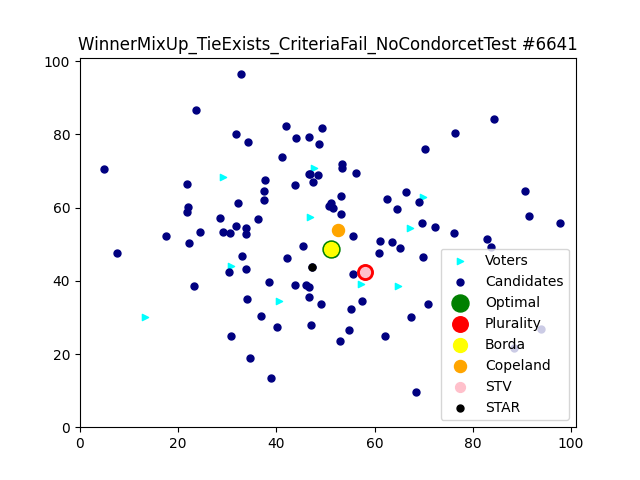 WinnerMixUp_TieExists_CriteriaFail_NoCondorcetTest #6641
100
80
60
40
20
0
0
20
40
60
80
100
Voters
Candidates
Optimal
Plurality
Borda
Copeland
STV
STAR